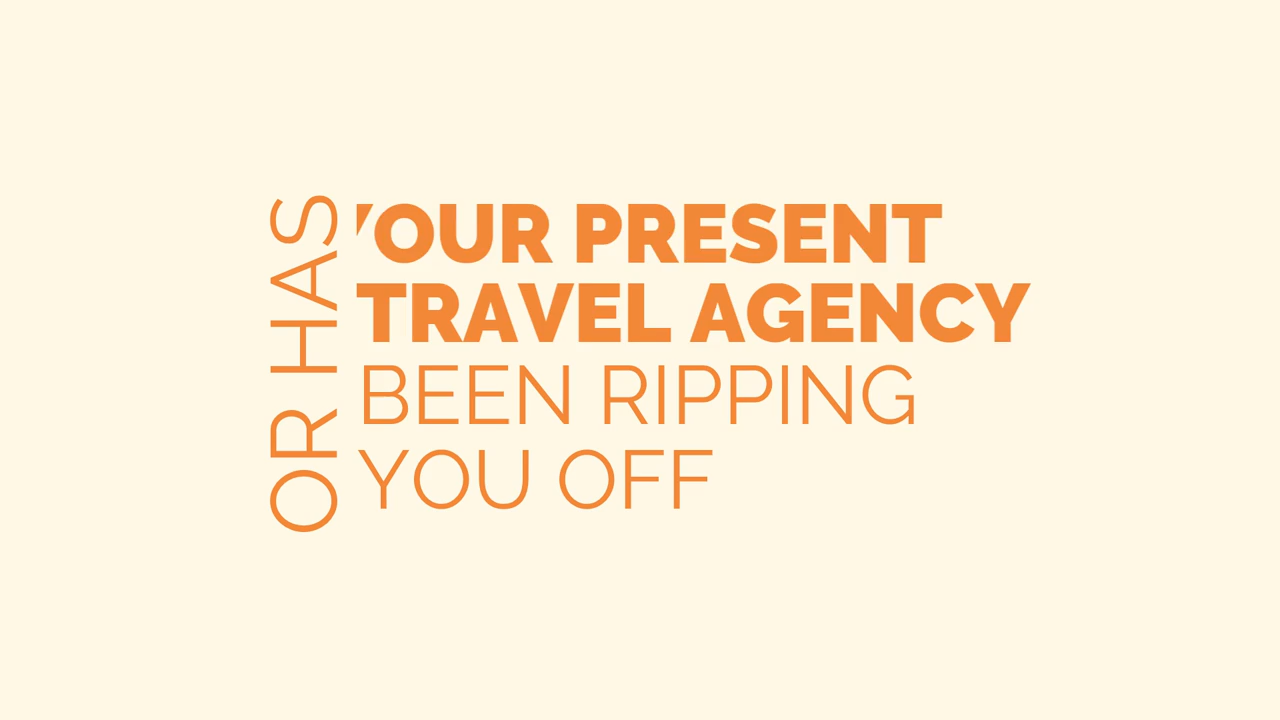 OR HAS
YOUR PRESENT
TRAVEL AGENCY
BEEN RIPPING
YOU OFF